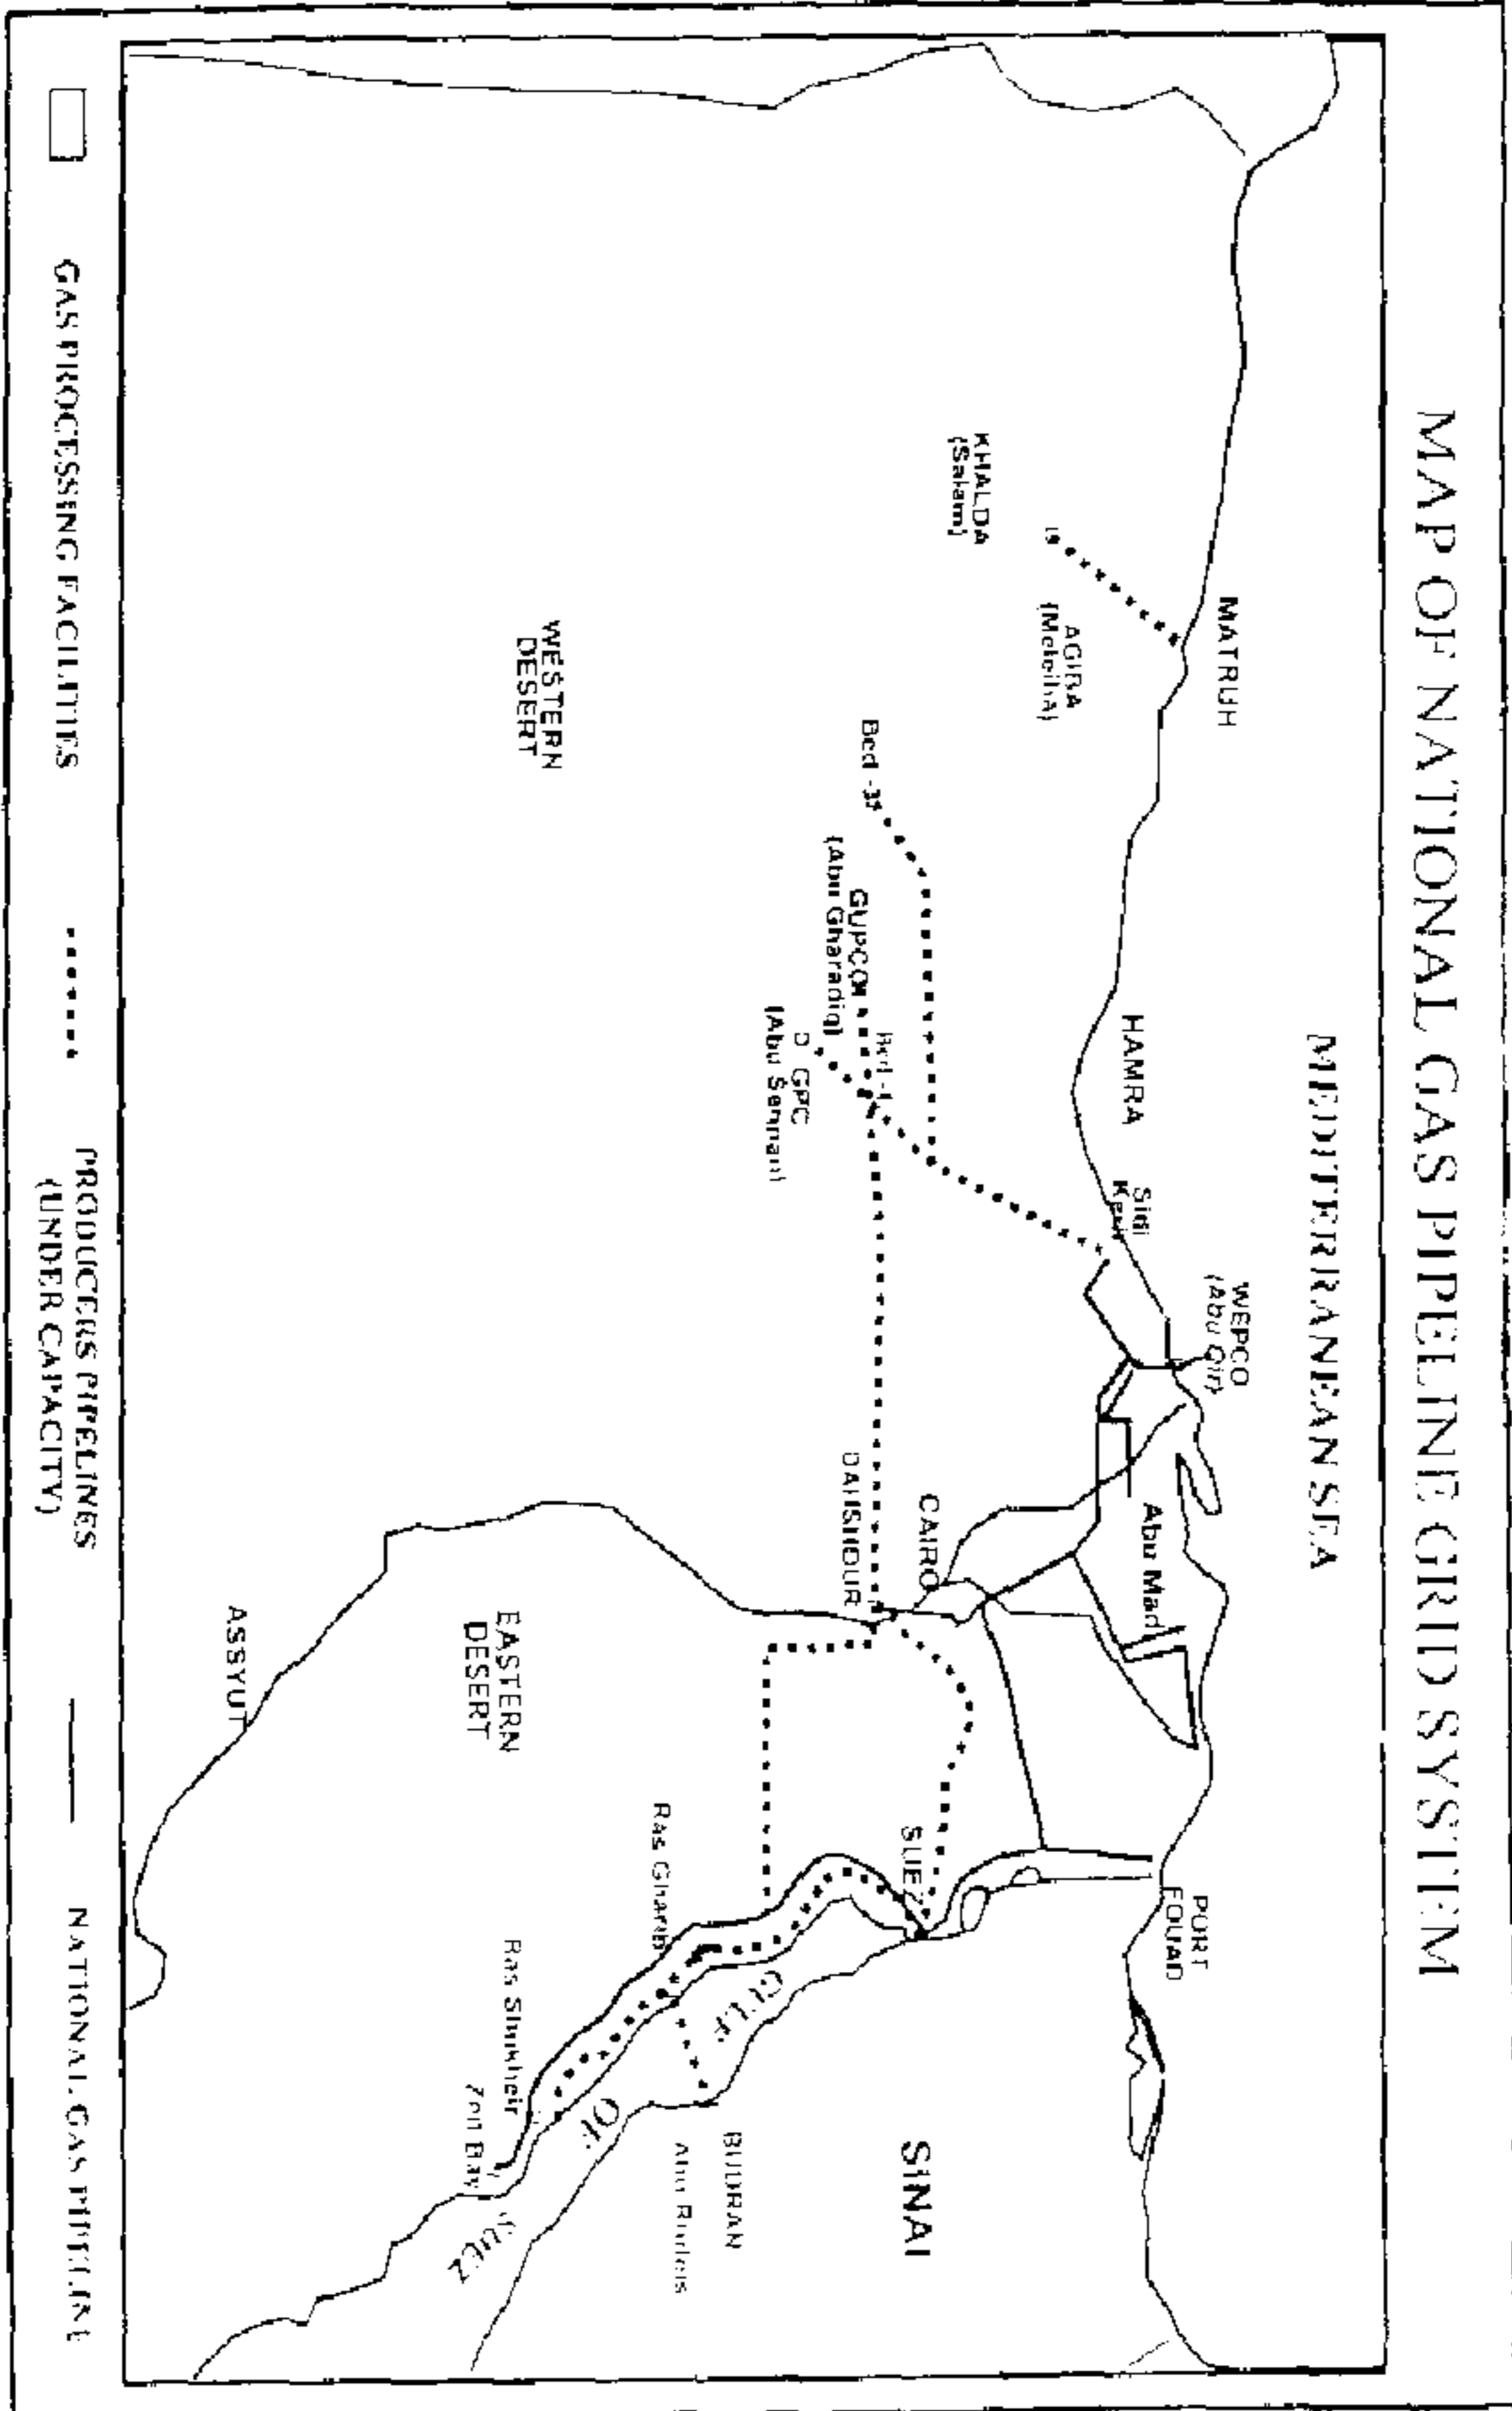 MAP OF NATIONAL GAS PIPELINE GRID SYSTEM
MEDITERRANEAN SEA
MATRUH
HAMRA
Sidi
WEPCO
(Abu Qir)
PORT
FOUAD
KHALDA
(Salam)
AGIBA
(Meleiha)
Abu Madi
CAIRO
DAHSHOUR
SUEZ
SINAI
GUPCO
(Abu Gharadig)
GPC
(Abu Sennan)
WESTERN
DESERT
EASTERN
DESERT
ASSYUT
Ras Gharib
Ras Shukheir
Zeit Bay
GULF
OF
SUEZ
BUDRAN
Abu Rudeis
GAS PROCESSING FACILITIES
PRODUCERS PIPELINES
(UNDER CAPACITY)
NATIONAL GAS PIPELINE